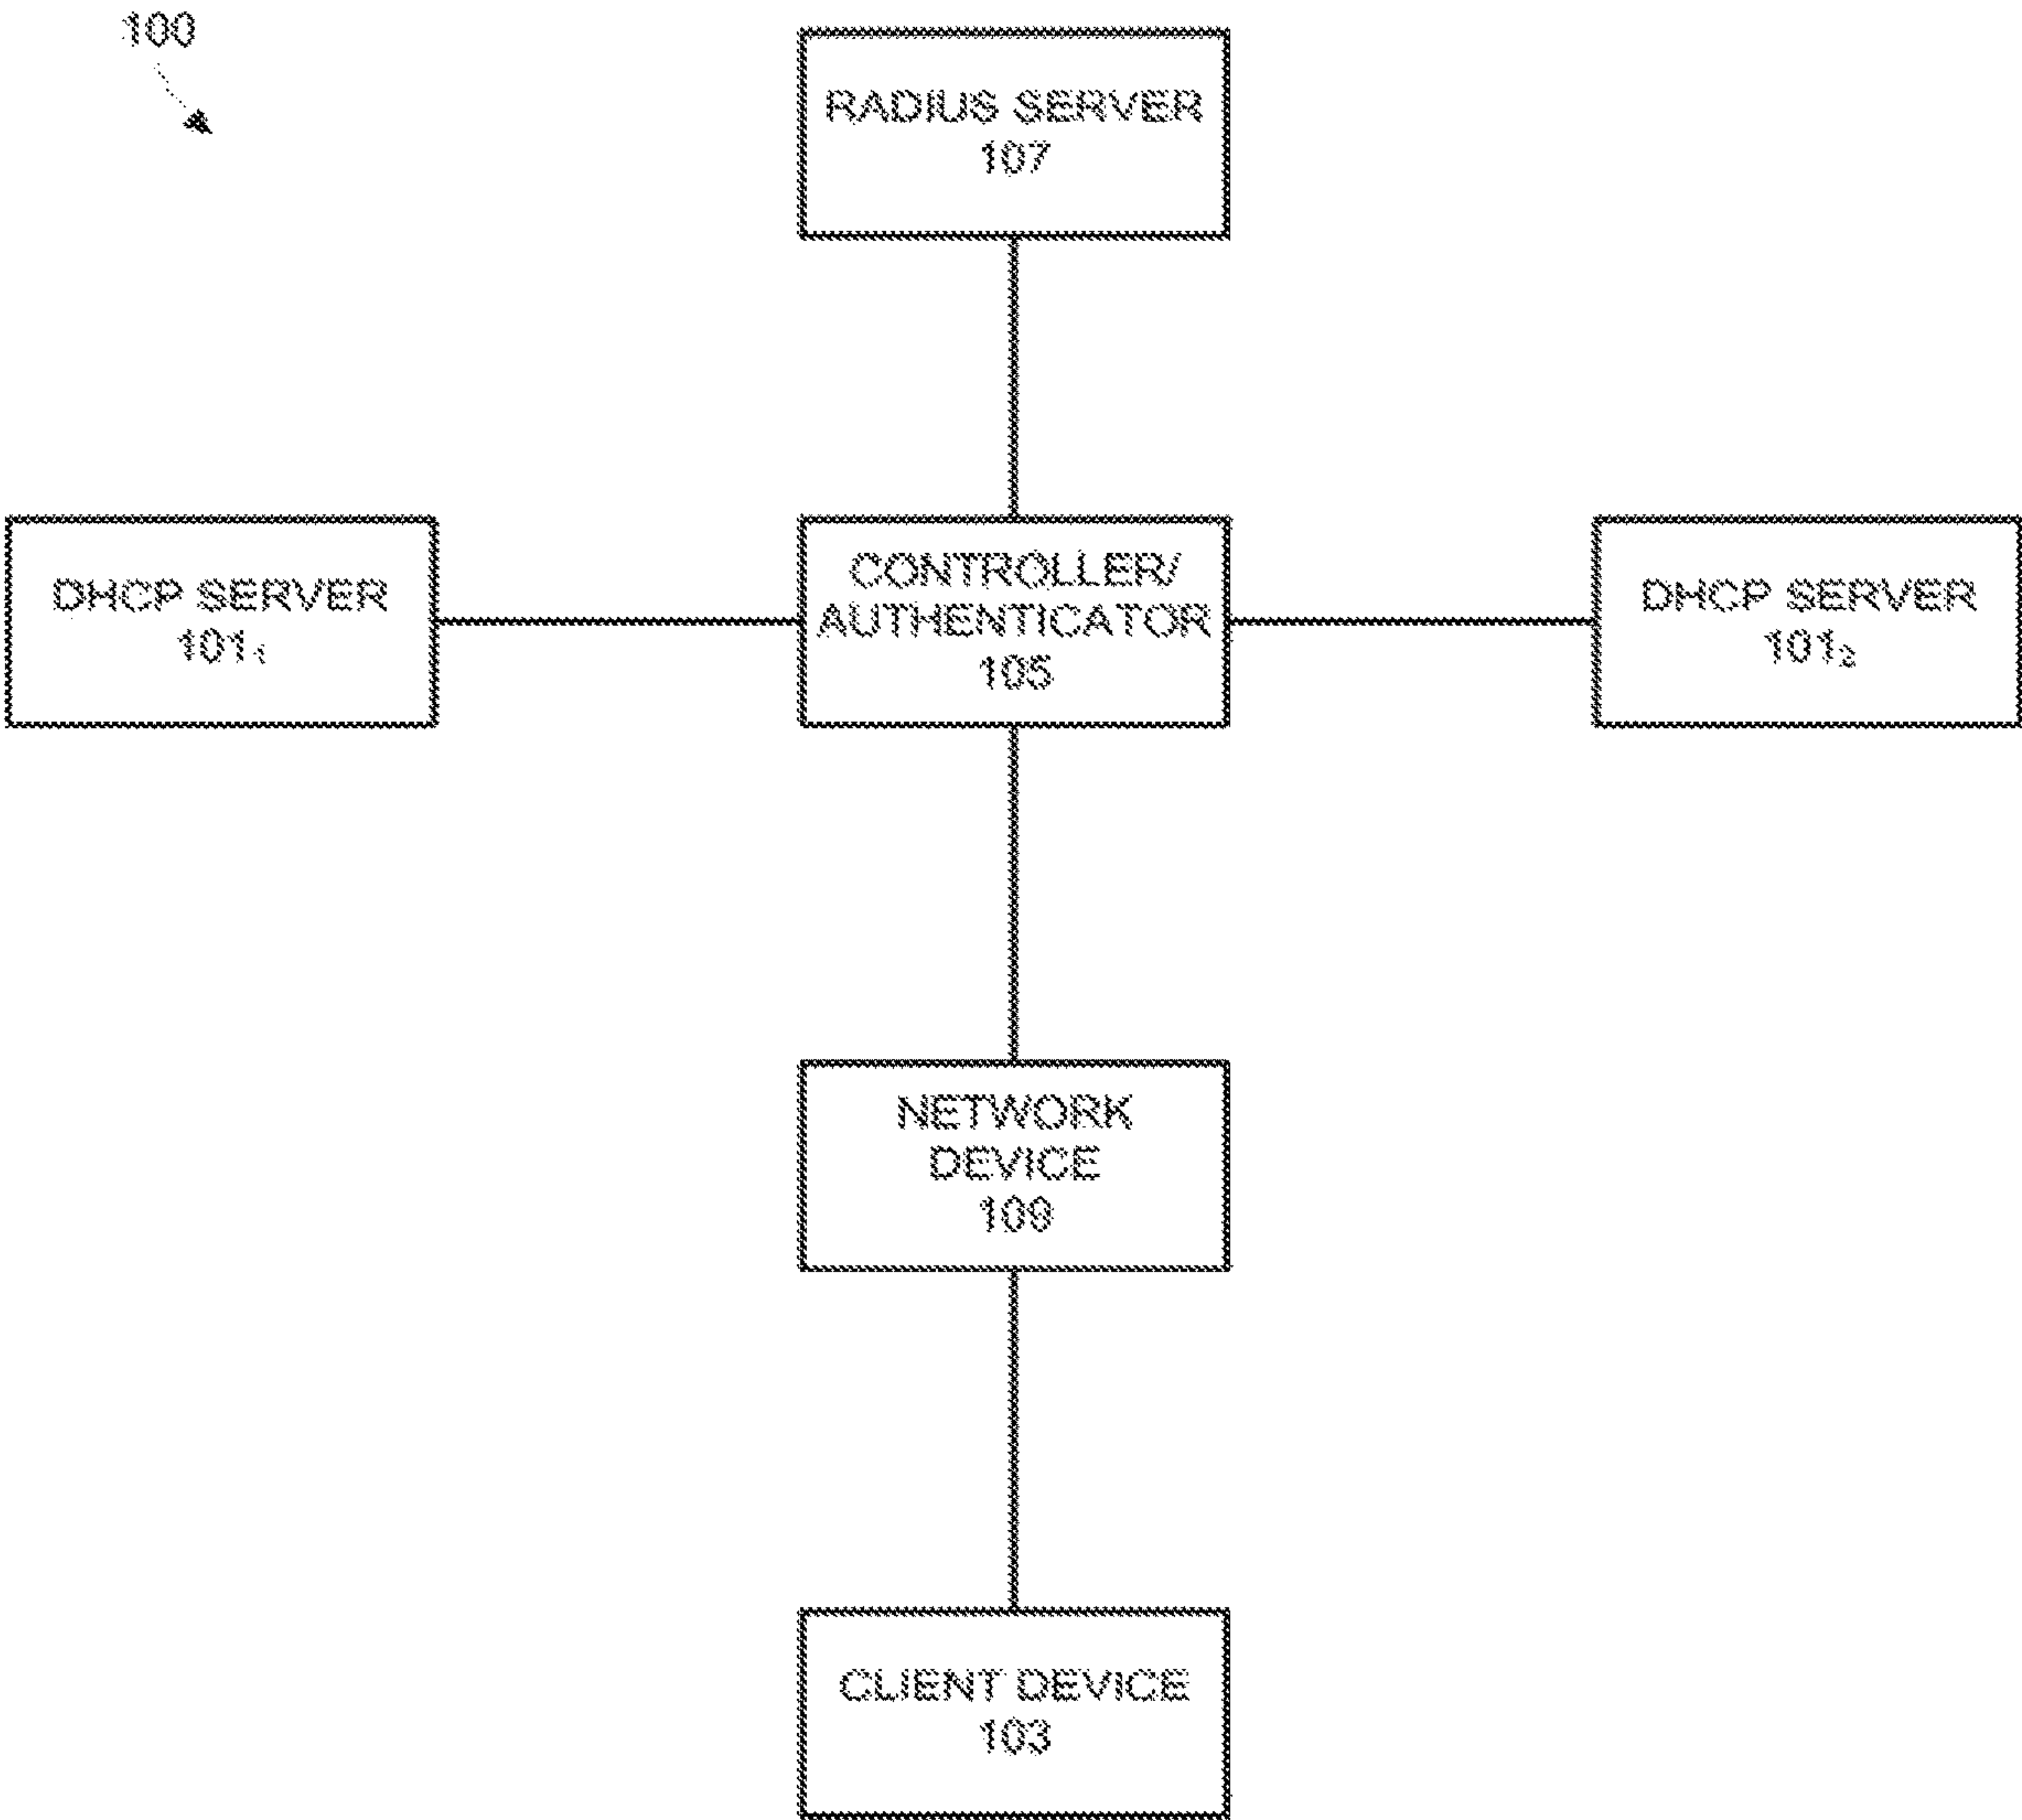 100
RADIUS SERVER
107
DHCP SERVER
101₁
CONTROLLER/
AUTHENTICATOR
105
DHCP SERVER
101₂
NETWORK
DEVICE
109
CLIENT DEVICE
103